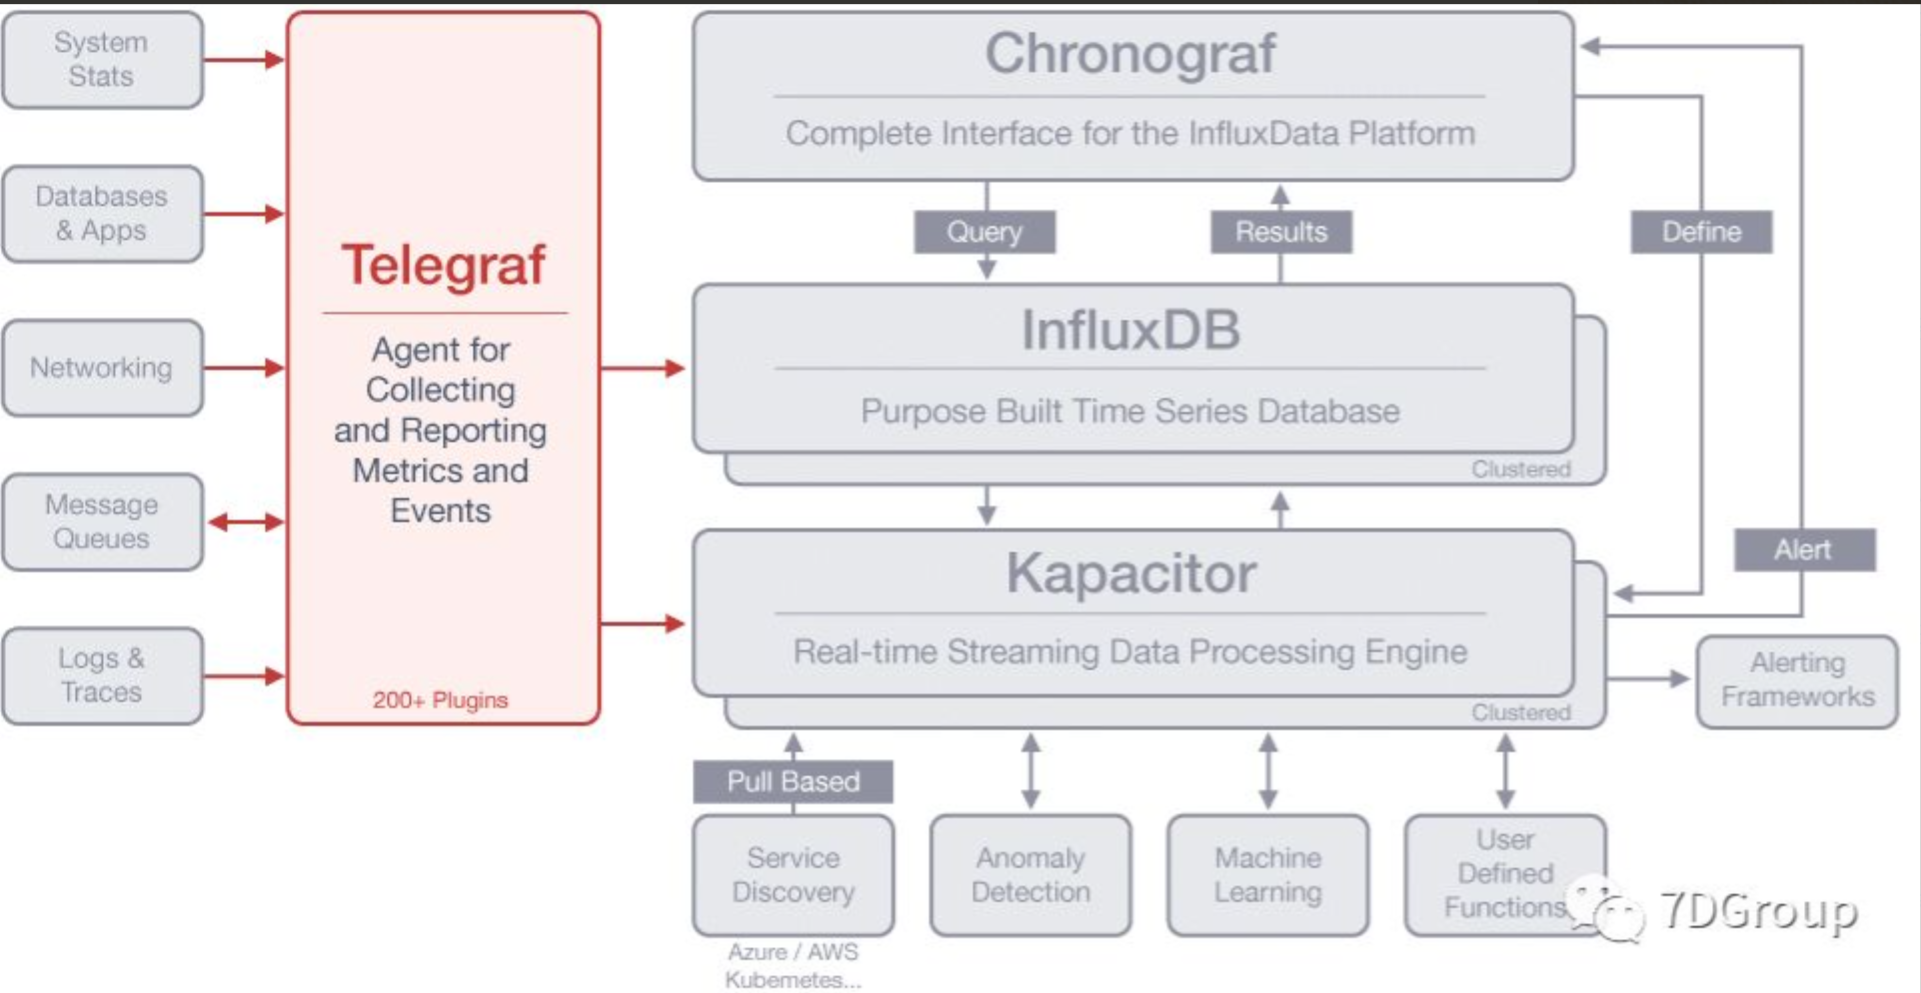 System
Stats
Databases
& Apps
Networking
Message
Queues
Logs &
Traces
Telegraf
Agent for
Collecting
and Reporting
Metrics and
Events
200+ Plugins
Chronograf
Complete Interface for the InfluxData Platform
Query
Results
Define
InfluxDB
Purpose Built Time Series Database
Clustered
Kapacitor
Real-time Streaming Data Processing Engine
Clustered
Alert
Alerting
Frameworks
Pull Based
Service
Discovery
Azure / AWS
Kubernetes...
Anomaly
Detection
Machine
Learning
User
Defined
Functions
7DGroup